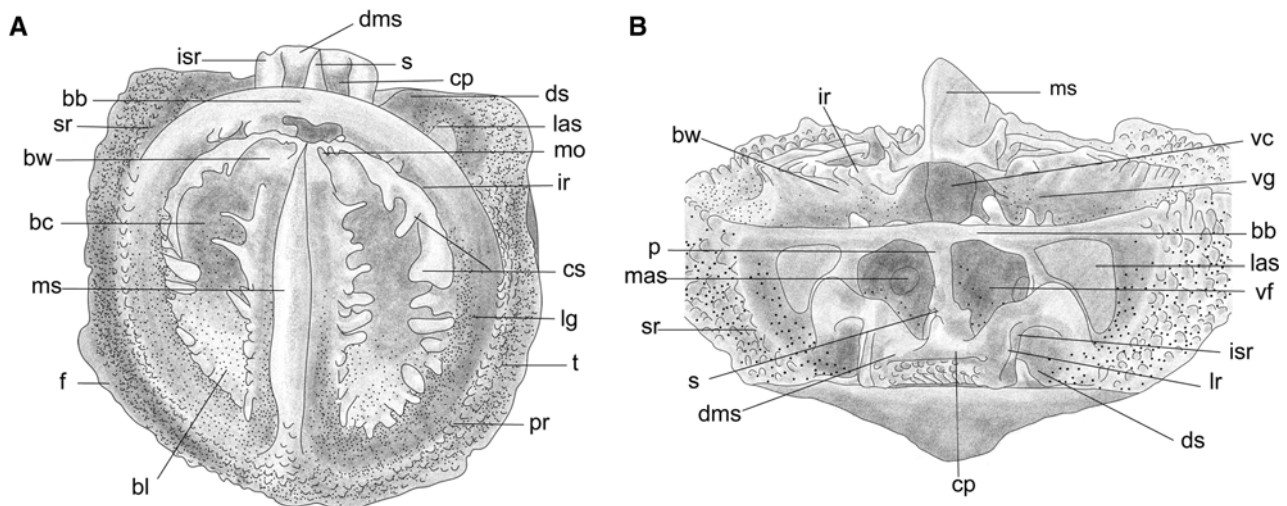 A
dms
isr
s
cp
bb
ds
sr
las
bw
mo
ir
bc
cs
ms
lg
f
t
pr
bl
B
ms
ir
bw
vc
vg
p
bb
mas
las
vf
sr
isr
s
lr
dms
ds
cp